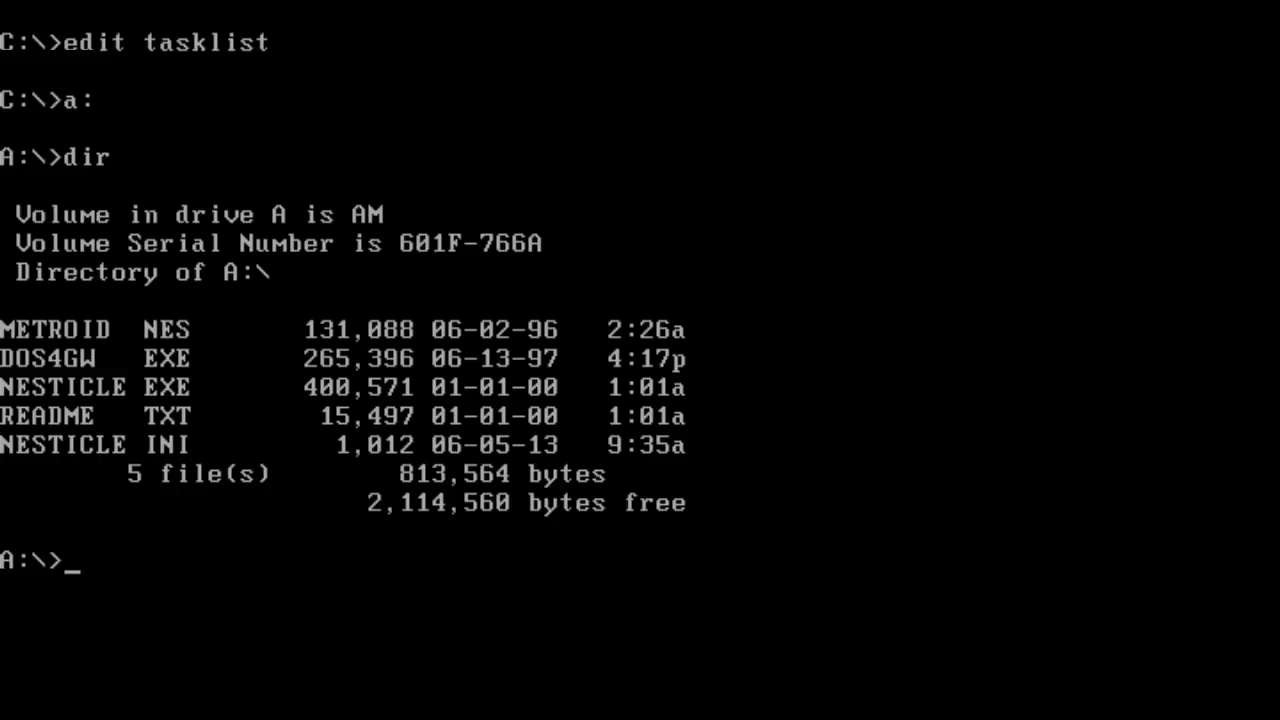 C:\>edit tasklist
C:\>a:
A:\>dir
Volume in drive A is AM
Volume Serial Number is 601F-766A
Directory of A:\
METROID  NES       131,088 06-02-96   2:26a
DOS4GW   EXE       265,396 06-13-97   4:17p
NESTICLE EXE       400,571 01-01-00   1:01a
README   TXT        15,497 01-01-00   1:01a
NESTICLE INI         1,012 06-05-13   9:35a
5 file(s)        813,564 bytes
2,114,560 bytes free
A:\>_